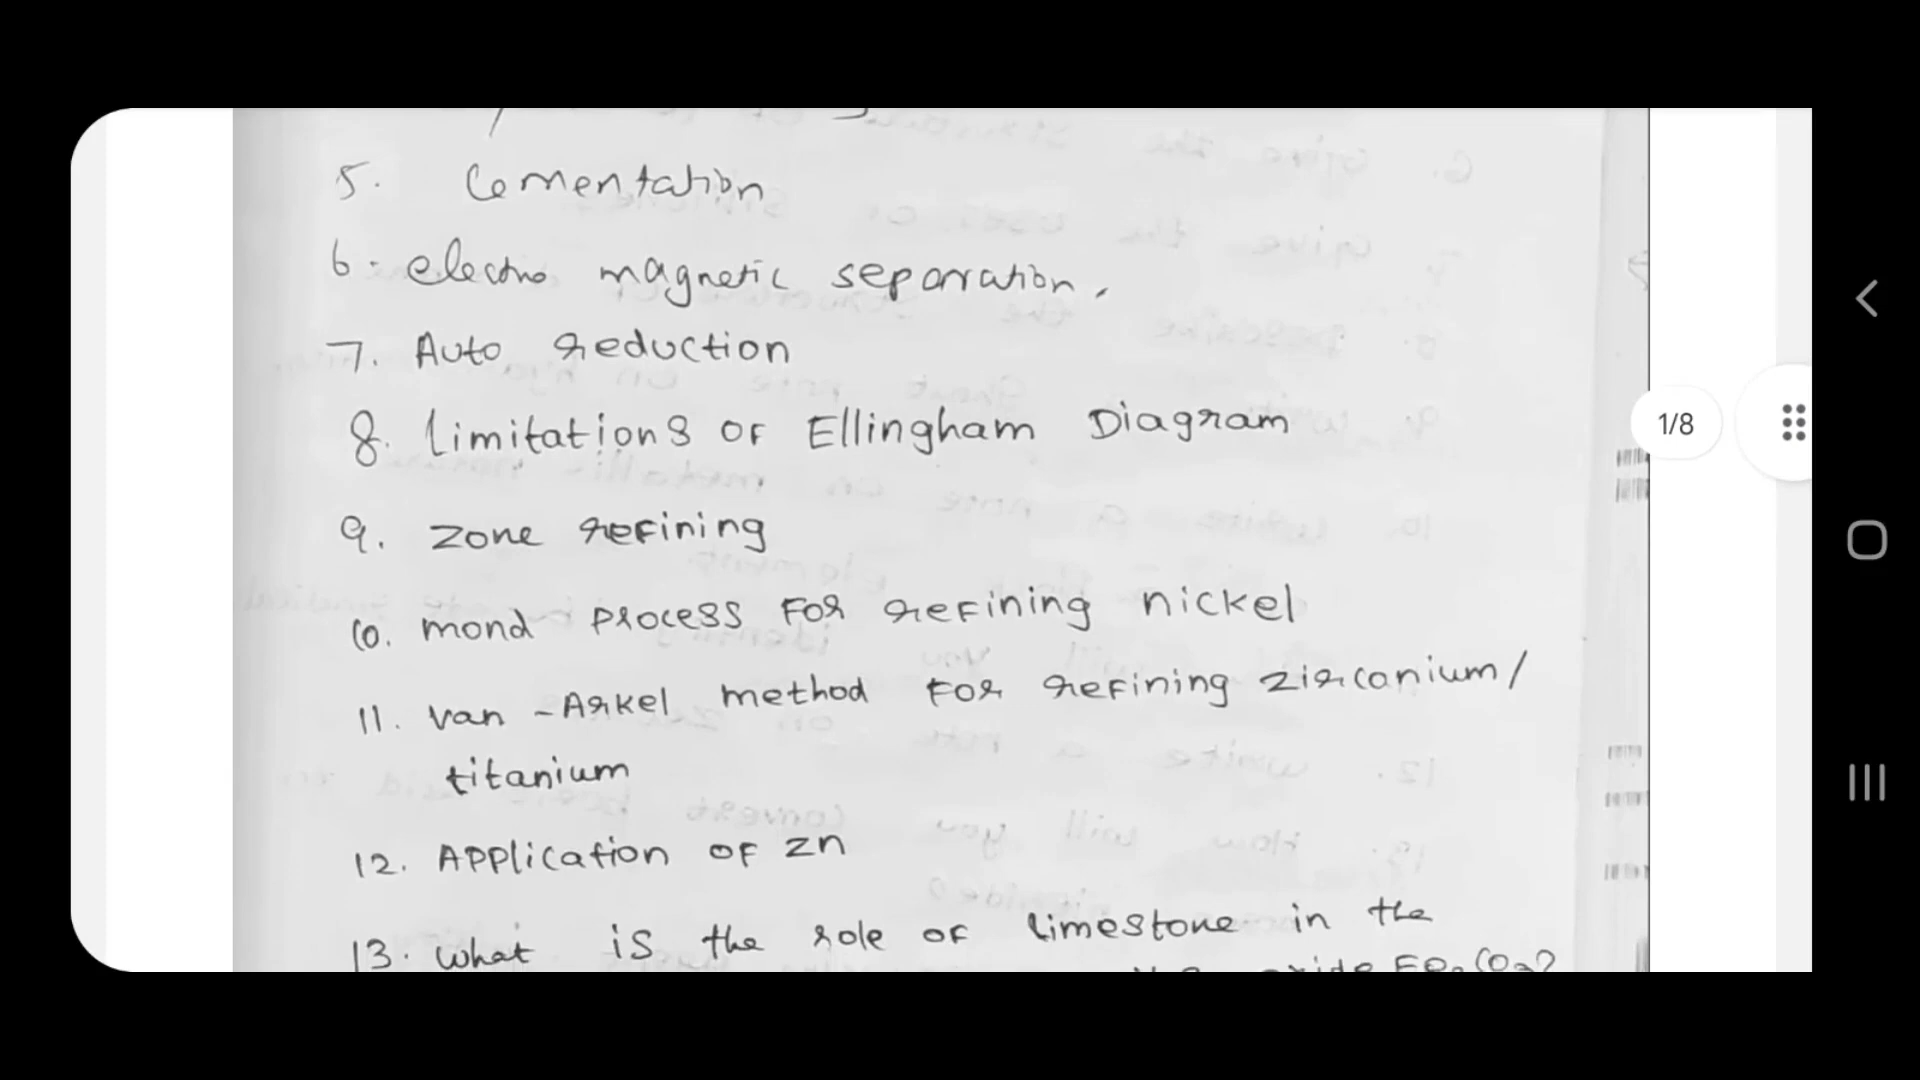 5. Cementation
6. electro magnetic separation.
7. Auto reduction
8. limitations of Ellingham Diagram
9. zone refining
1/8
10. mond process for refining nickel
11. van - Arkel method for refining zircanium/
titanium
12. Application of zn
13. what is the role of limestone in the
oxide